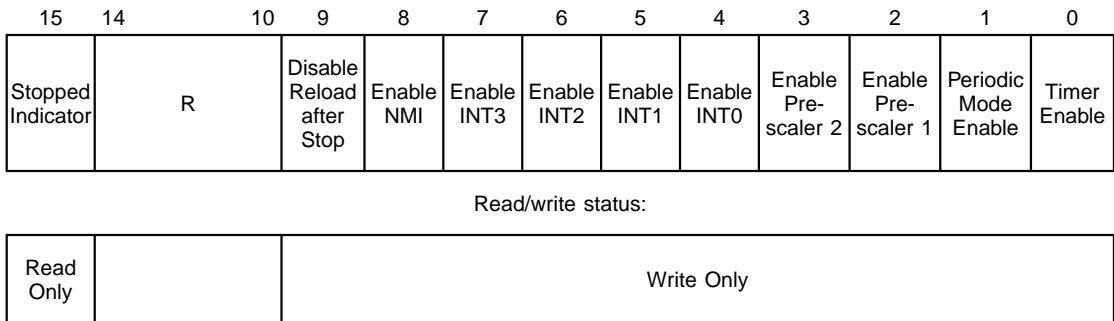 15 14 10 9 8 7 6 5 4 3 2 1 0
Stopped
Indicator
R
Disable
Reload
after
Stop
Enable
NMI
Enable
INT3
Enable
INT2
Enable
INT1
Enable
INT0
Enable
Pre-
scaler 2
Enable
Pre-
scaler 1
Periodic
Mode
Enable
Timer
Enable
Read/write status:
Read
Only
Write Only